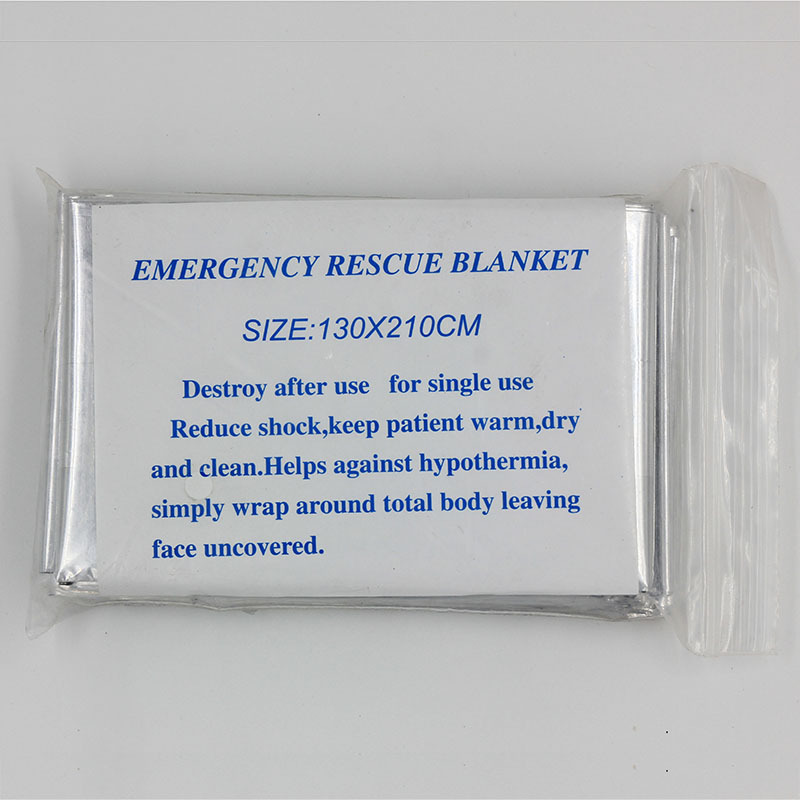 EMERGENCY RESCUE BLANKET
SIZE:130X210CM
Destroy after use for single use
Reduce shock,keep patient warm,dry
and clean.Helps against hypothermia,
simply wrap around total body leaving
face uncovered.